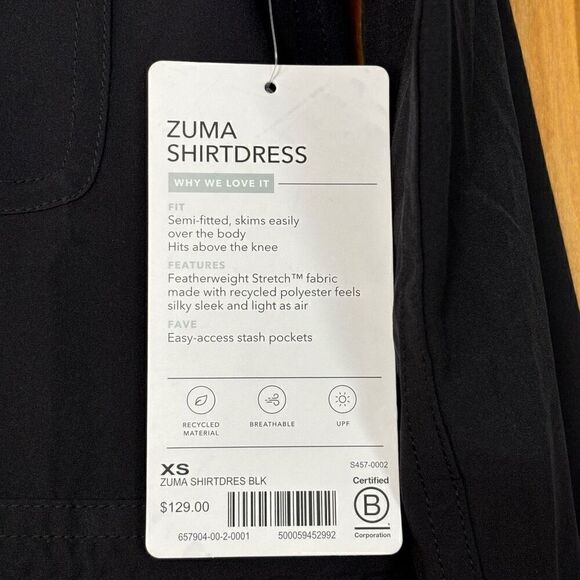 ZUMA
SHIRTDRESS
WHY WE LOVE IT
FIT
Semi-fitted, skims easily
over the body
Hits above the knee
FEATURES
Featherweight Stretch™ fabric
made with recycled polyester feels
silky sleek and light as air
FAVE
Easy-access stash pockets
RECYCLED
MATERIAL
BREATHABLE
UPF
XS
S457-0002
ZUMA SHIRTDRES BLK
$129.00
657904-00-2-0001
500059452992
Certified
B
Corporation